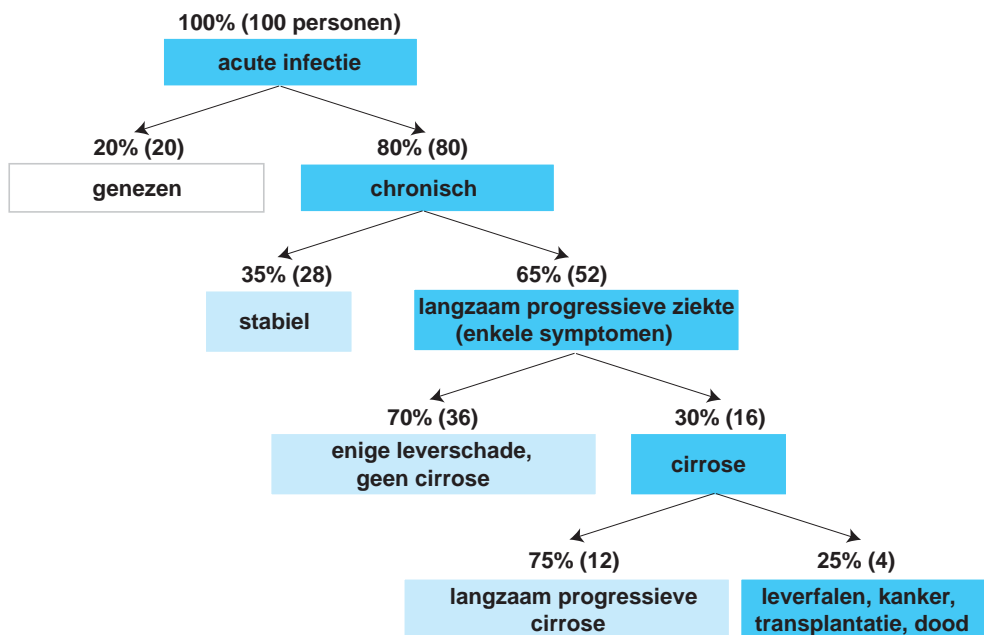 100% (100 personen)
acute infectie
20% (20)
genezen
80% (80)
chronisch
35% (28)
stabiel
65% (52)
langzaam progressieve ziekte
(enkele symptomen)
70% (36)
enige leverschade,
geen cirrose
30% (16)
cirrose
75% (12)
langzaam progressieve
cirrose
25% (4)
leverfalen, kanker,
transplantatie, dood